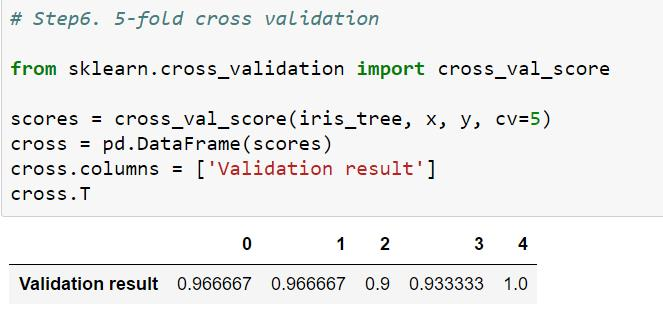 # Step6. 5-fold cross validation
from sklearn.cross_validation import cross_val_score
scores = cross_val_score(iris_tree, x, y, cv=5)
cross = pd.DataFrame(scores)
cross.columns = ['Validation result']
cross.T
0 1 2 3 4
Validation result 0.966667 0.966667 0.9 0.933333 1.0